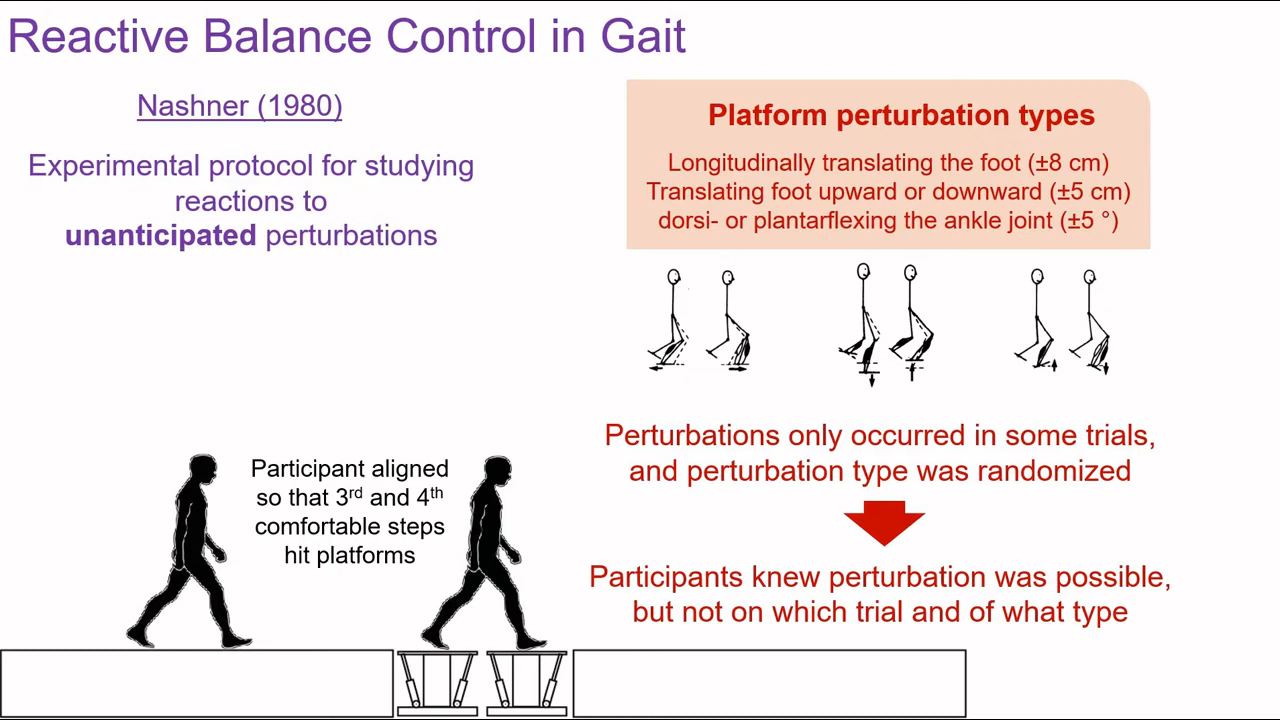 Reactive Balance Control in Gait
Nashner (1980)
Experimental protocol for studying
reactions to
unanticipated perturbations
Platform perturbation types
Longitudinally translating the foot (±8 cm)
Translating foot upward or downward (±5 cm)
dorsi- or plantarflexing the ankle joint (±5 °)
Perturbations only occurred in some trials,
and perturbation type was randomized
Participants knew perturbation was possible,
but not on which trial and of what type
Participant aligned
so that 3rd and 4th
comfortable steps
hit platforms